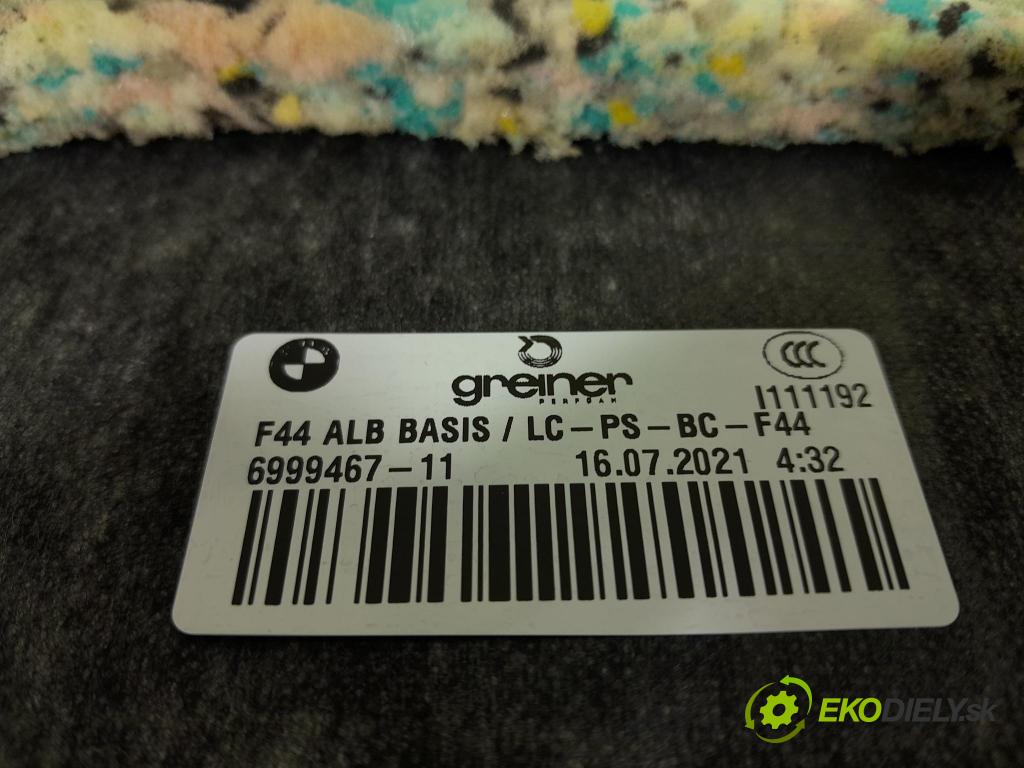 greiner
PERFOAM
CCC
I111192
F44 ALB BASIS / LC-PS-BC-F44
6999467-11 16.07.2021 4:32
EKODIELY.sk